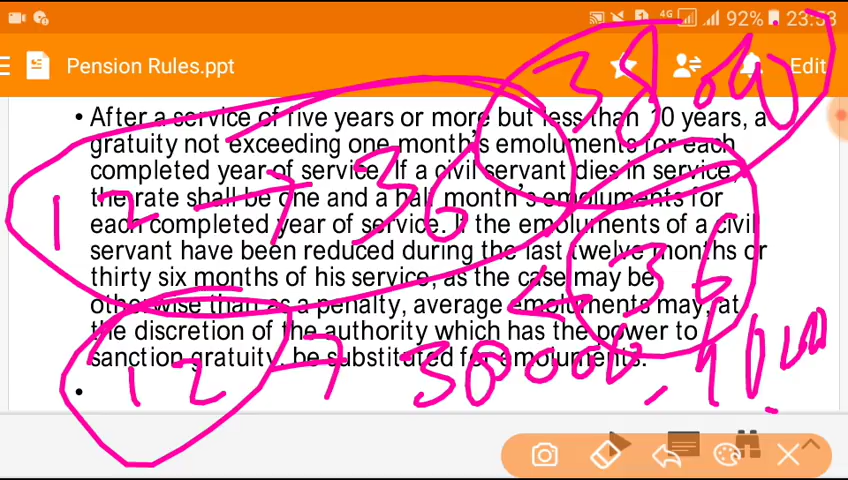 4G 92% 23:53
Pension Rules.ppt Edit
• After a service of five years or more but less than 10 years, a
gratuity not exceeding one month's emoluments for each
completed year of service. If a civil servant dies in service,
the rate shall be one and a half month's emoluments for
each completed year of service. If the emoluments of a civil
servant have been reduced during the last twelve months or
thirty six months of his service, as the case may be
otherwise than as a penalty, average emoluments may, at
the discretion of the authority which has the power to
sanction gratuity, be substituted for emoluments.
•
12 36
36
12